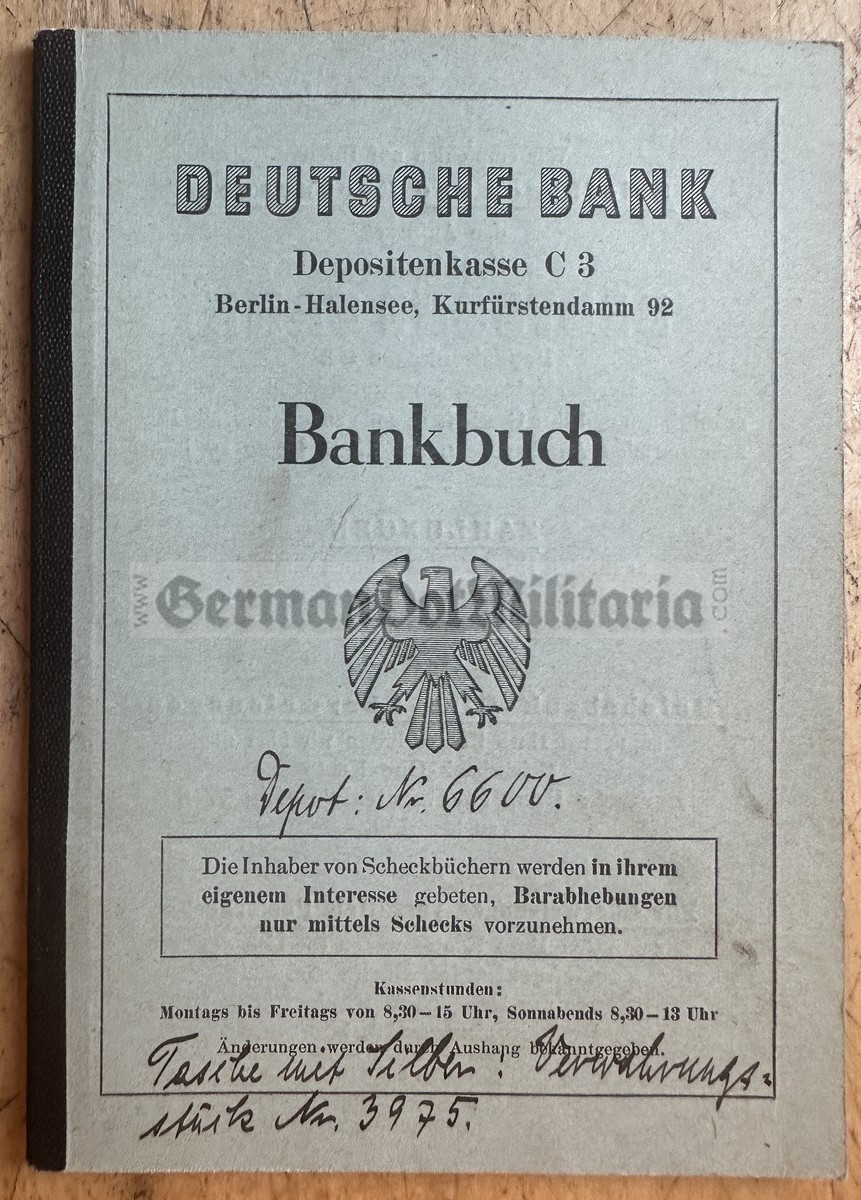 DEUTSCHE BANK
Depositenkasse C 3
Berlin-Halensee, Kurfürstendamm 92
Bankbuch
www.GermanDotMilitaria.com
Depot: Nr. 6600.
Die Inhaber von Scheckbüchern werden in ihrem
eigenem Interesse gebeten, Barabhebungen
nur mittels Schecks vorzunehmen.
Kassenstunden:
Montags bis Freitags von 8,30–15 Uhr, Sonnabends 8,30–13 Uhr
Änderungen werden durch Aushang bekanntgegeben.
Tasche mit Silber: Verwahrungs-
stück Nr. 3975.